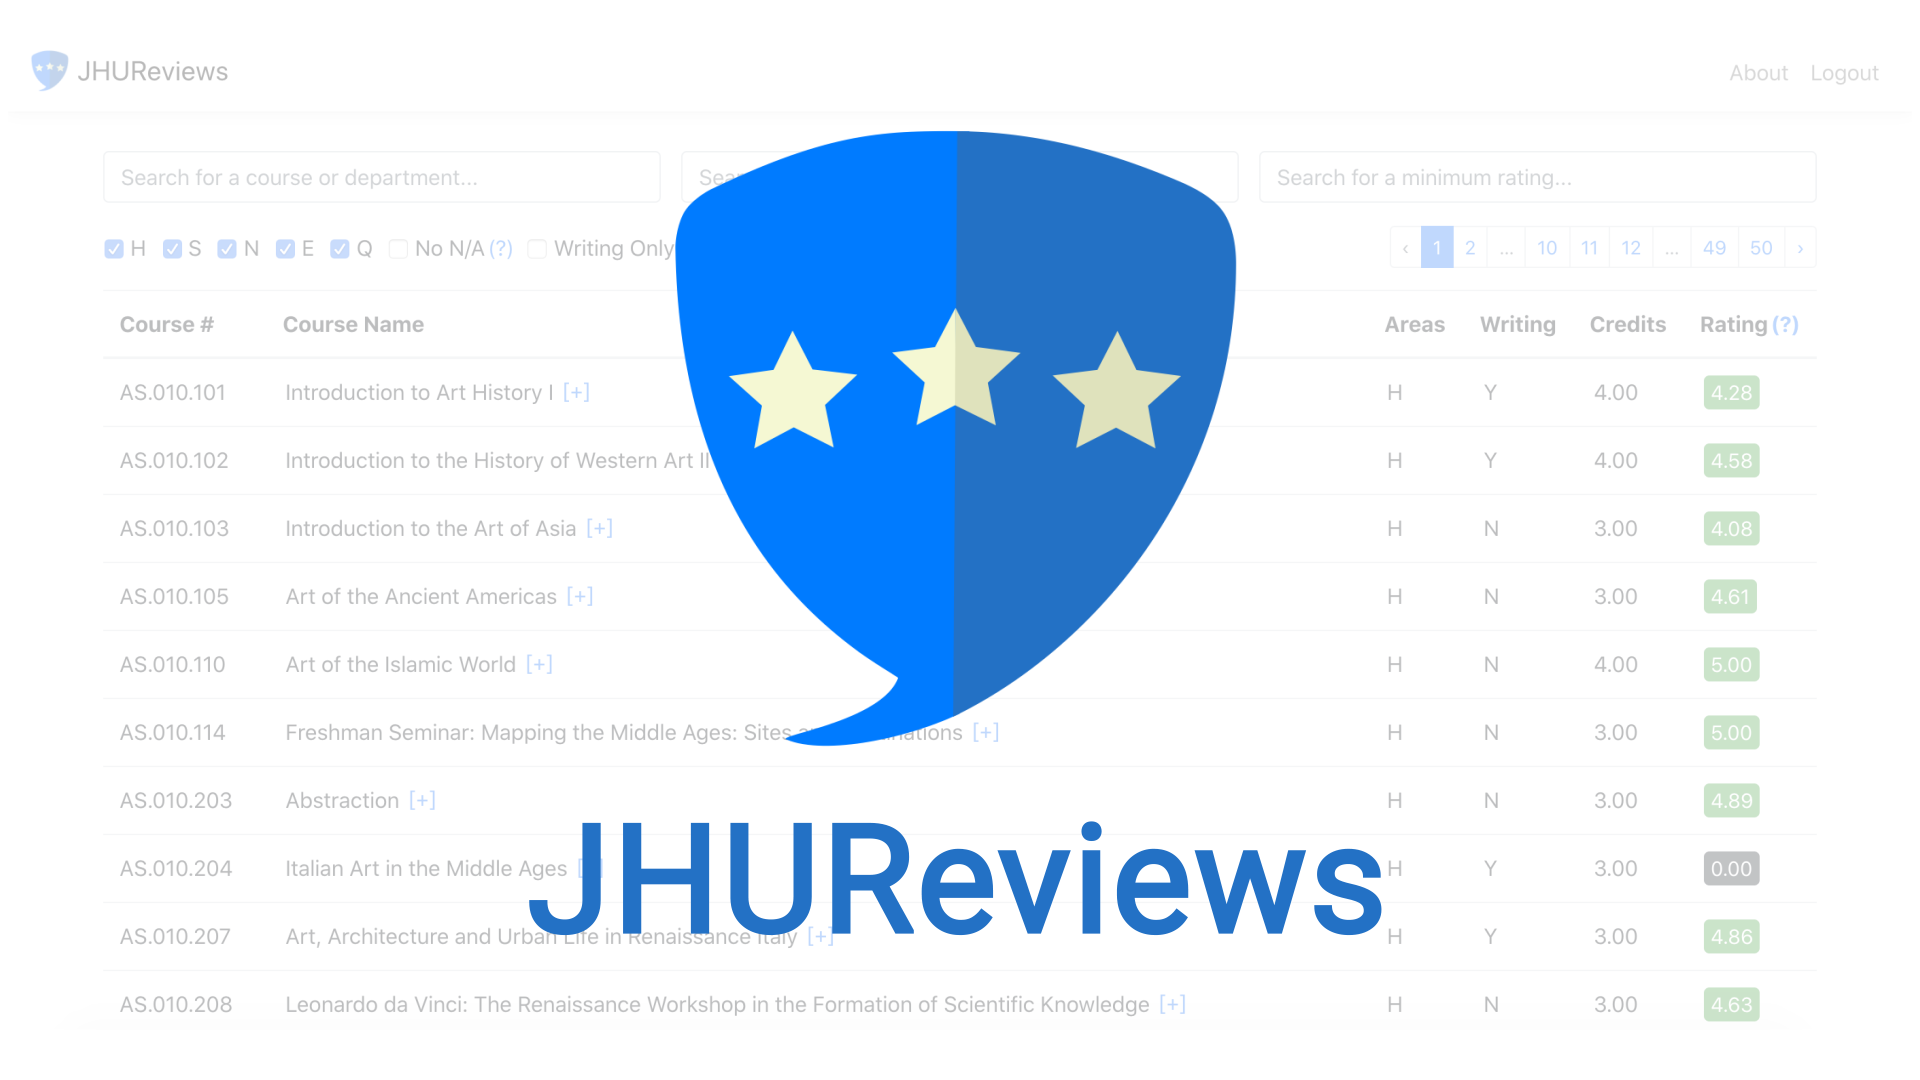 JHUReviews About Logout
Search for a course or department... Sea Search for a minimum rating...
H S N E Q No N/A (?) Writing Only ‹ 1 2 ... 10 11 12 ... 49 50 ›
Course # Course Name Areas Writing Credits Rating (?)
AS.010.101 Introduction to Art History I [+] H Y 4.00 4.28
AS.010.102 Introduction to the History of Western Art II H Y 4.00 4.58
AS.010.103 Introduction to the Art of Asia [+] H N 3.00 4.08
AS.010.105 Art of the Ancient Americas [+] H N 3.00 4.61
AS.010.110 Art of the Islamic World [+] H N 4.00 5.00
AS.010.114 Freshman Seminar: Mapping the Middle Ages: Sites [+] H N 3.00 5.00
AS.010.203 Abstraction [+] H N 3.00 4.89
AS.010.204 Italian Art in the Middle Ages H Y 3.00 0.00
AS.010.207 Art, Architecture and Urban Life in Renaissance Italy [+] H Y 3.00 4.86
AS.010.208 Leonardo da Vinci: The Renaissance Workshop in the Formation of Scientific Knowledge [+] H N 3.00 4.63
JHUReviews